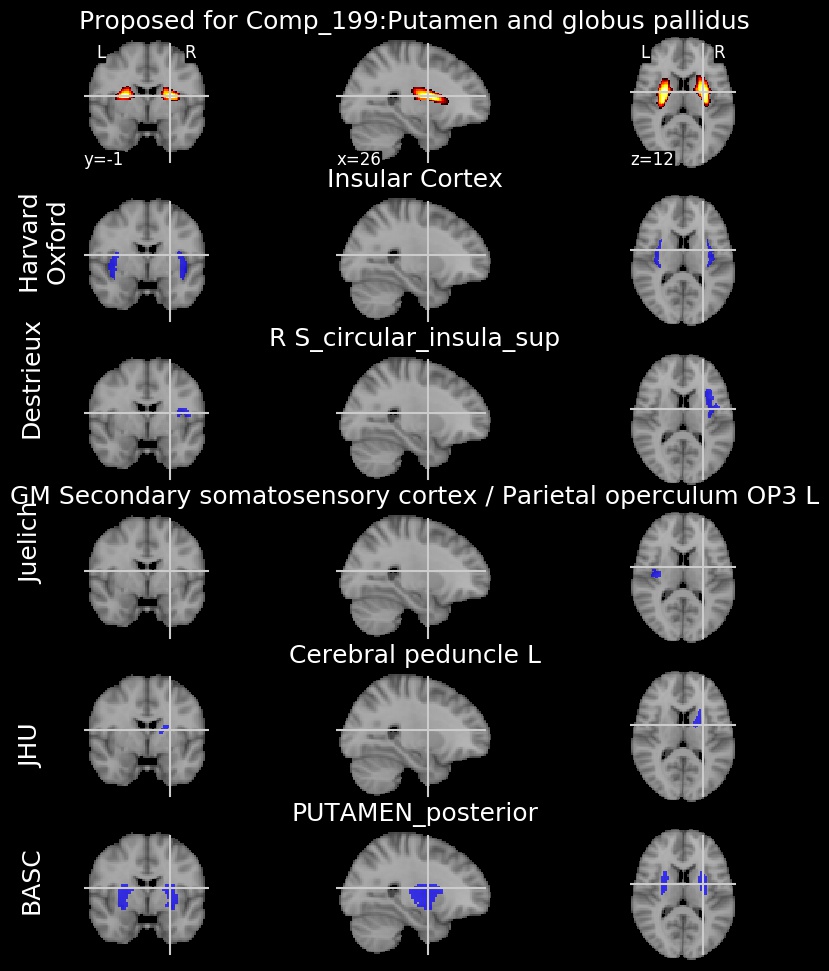 Proposed for Comp_199:Putamen and globus pallidus
L R L R
y=-1 x=26 z=12
Insular Cortex
Harvard
Oxford
R S_circular_insula_sup
Destrieux
GM Secondary somatosensory cortex / Parietal operculum OP3 L
Juelich
Cerebral peduncle L
JHU
PUTAMEN_posterior
BASC